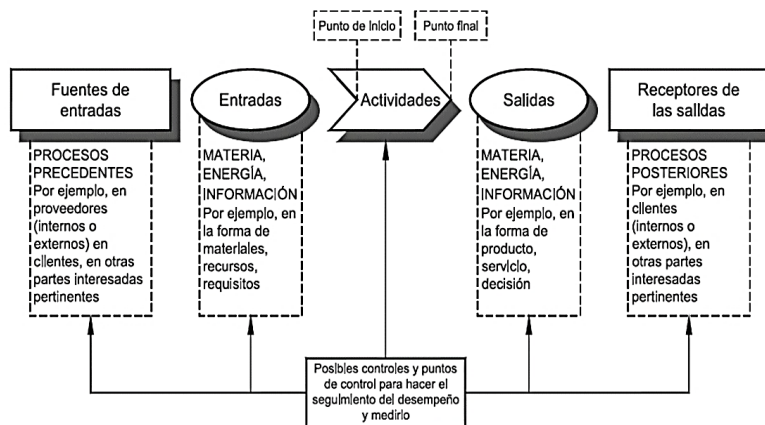 Punto de inicio
Punto final
Fuentes de
entradas
Entradas
Actividades
Salidas
Receptores de
las salidas
PROCESOS
PRECEDENTES
Por ejemplo, en
proveedores
(internos o
externos) en
clientes, en otras
partes interesadas
pertinentes
MATERIA,
ENERGÍA,
INFORMACIÓN
Por ejemplo, en
la forma de
materiales,
recursos,
requisitos
MATERIA,
ENERGÍA,
INFORMACIÓN
Por ejemplo, en
la forma de
producto,
servicio,
decisión
PROCESOS
POSTERIORES
Por ejemplo, en
clientes
(internos o
externos), en
otras partes
interesadas
pertinentes
Posibles controles y puntos
de control para hacer el
seguimiento del desempeño
y medirlo